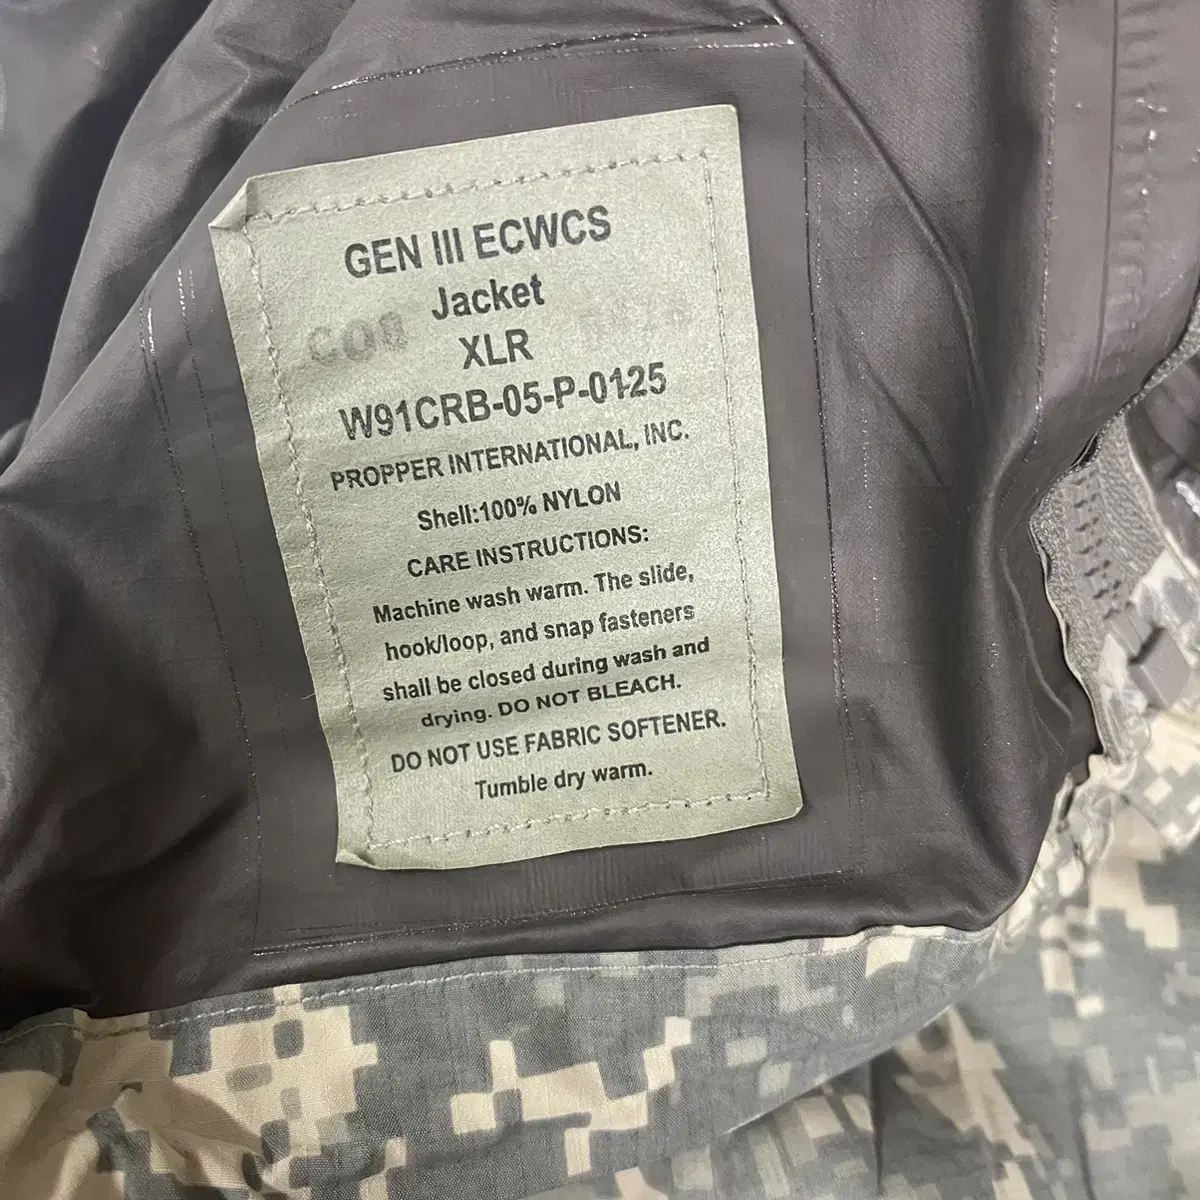 GEN III ECWCS
Jacket
XLR
W91CRB-05-P-0125
PROPPER INTERNATIONAL, INC.
Shell:100% NYLON
CARE INSTRUCTIONS:
Machine wash warm. The slide,
hook/loop, and snap fasteners
shall be closed during wash and
drying. DO NOT BLEACH.
DO NOT USE FABRIC SOFTENER.
Tumble dry warm.